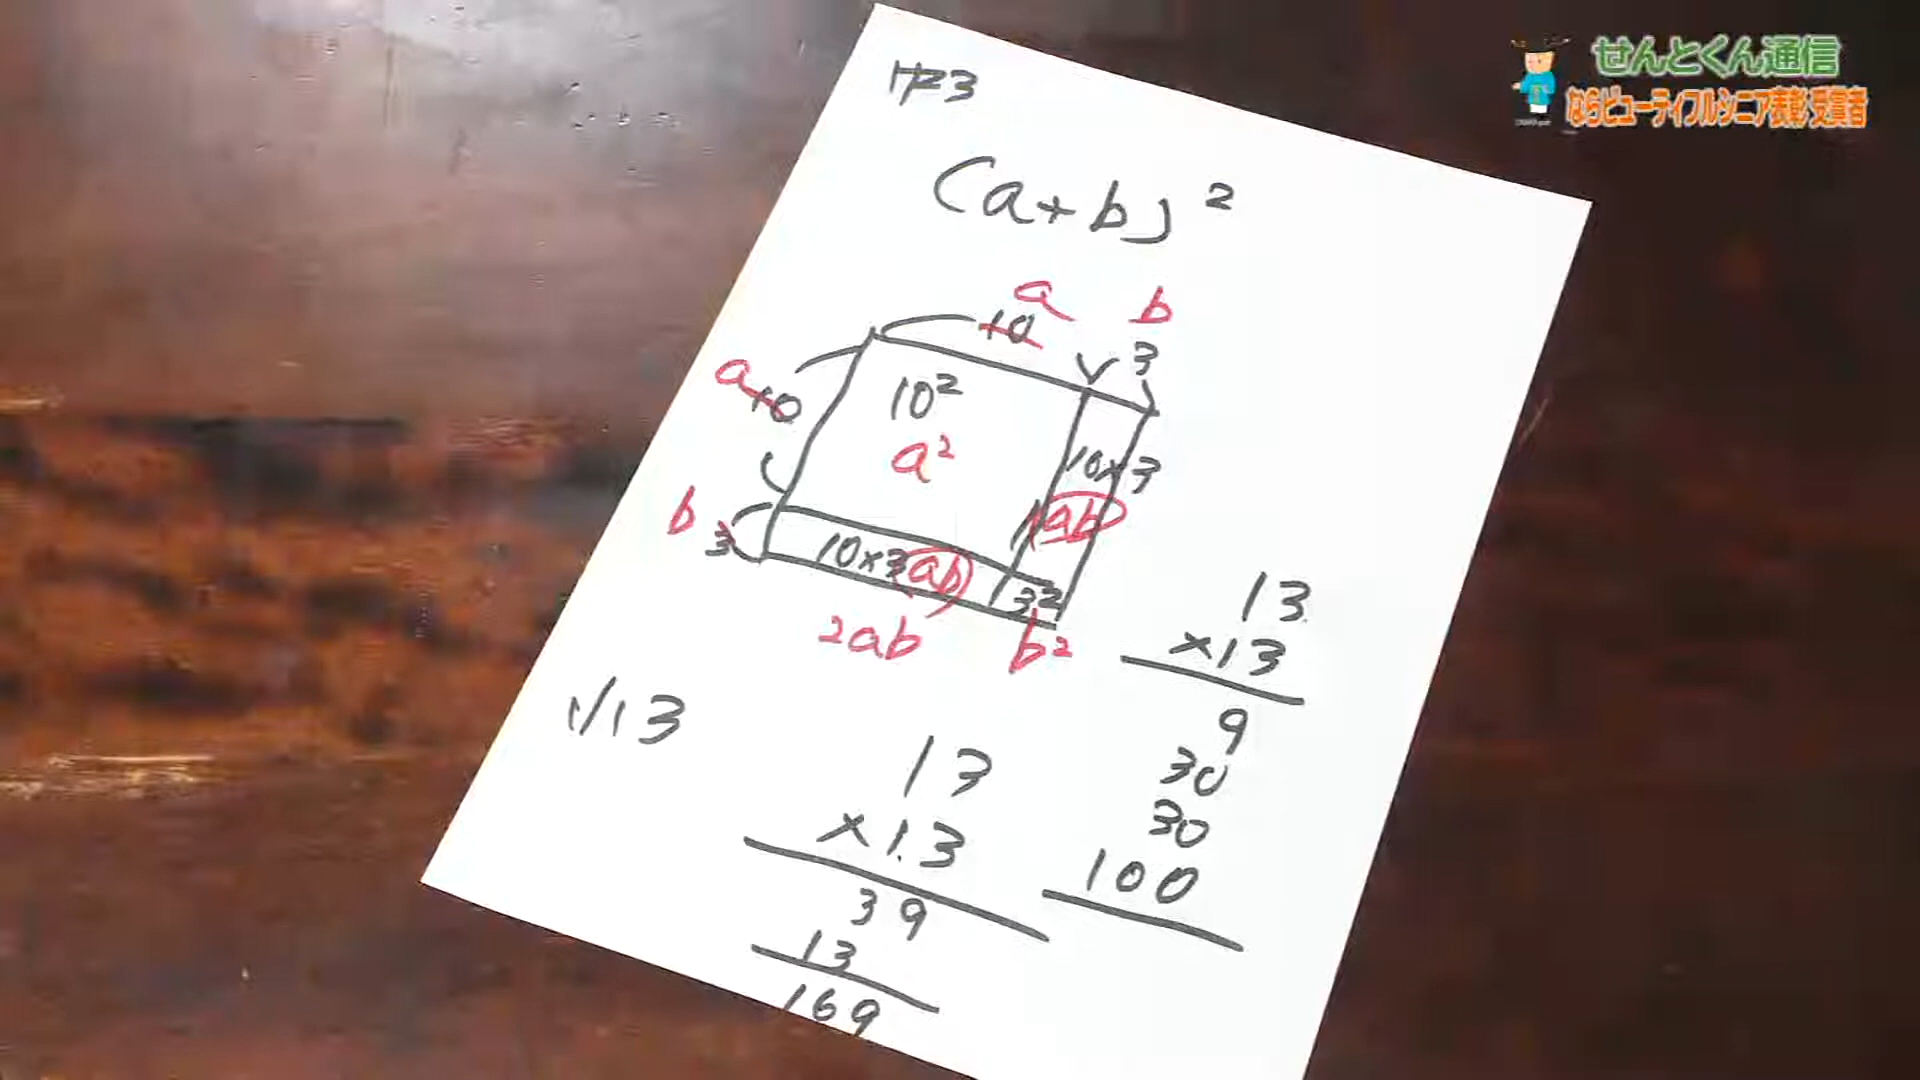 せんとくん通信
ならビューティフルシニア表彰 受賞者
(a+b)²
a b
10 3
a 10
10²
a²
10×3
ab
b 3
10×3 ab
3²
2ab b²
13
×13
9
30
30
100
13
×13
39
13
169